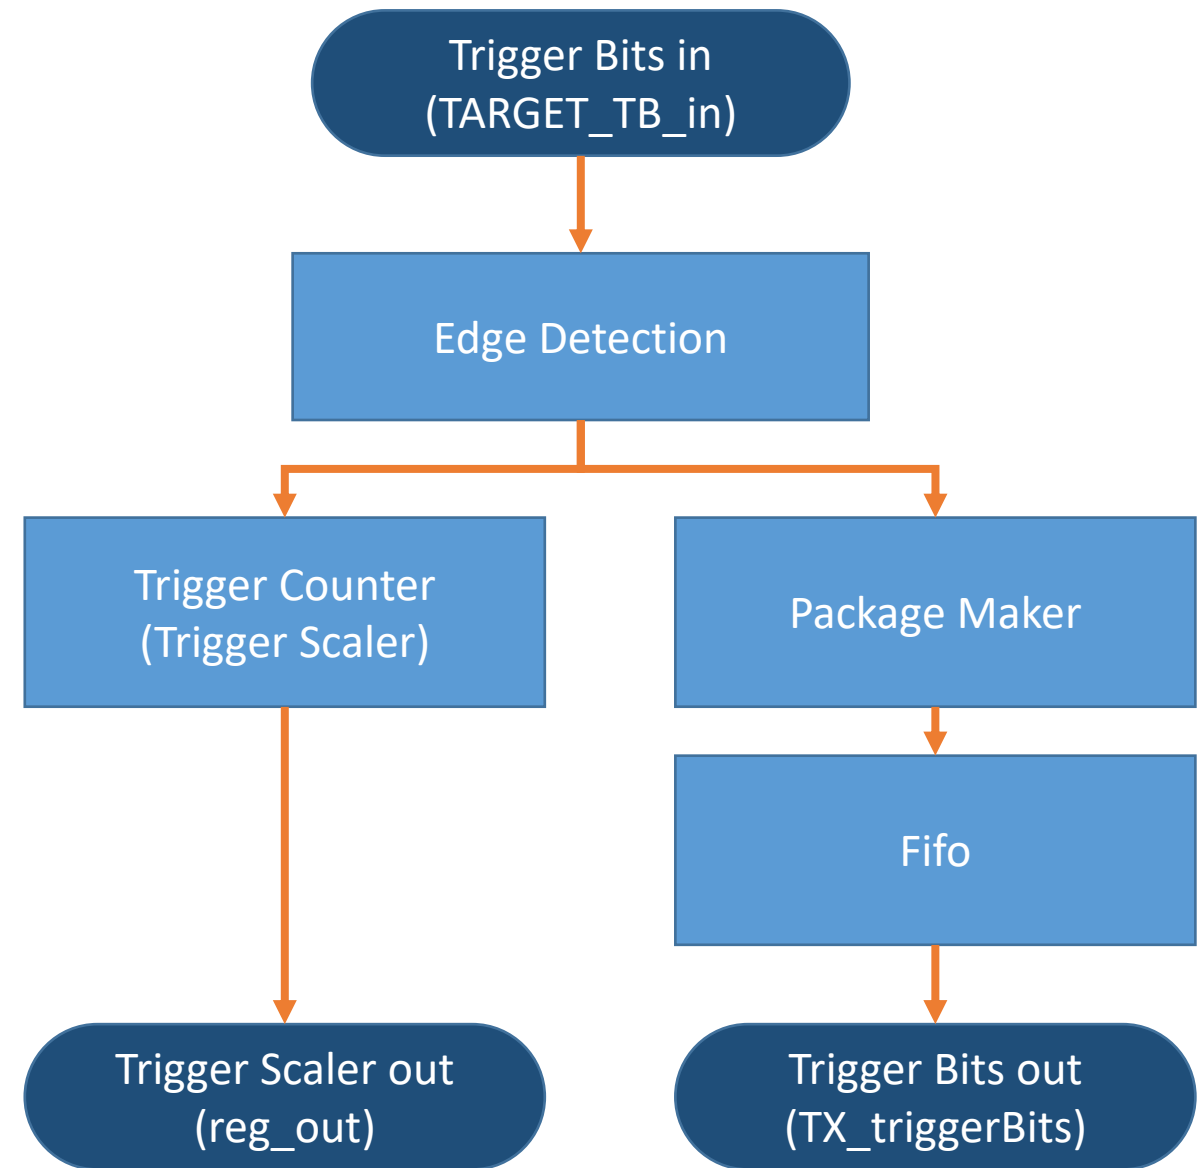 Trigger Bits in
(TARGET_TB_in)
Edge Detection
Trigger Counter
(Trigger Scaler)
Package Maker
Fifo
Trigger Scaler out
(reg_out)
Trigger Bits out
(TX_triggerBits)